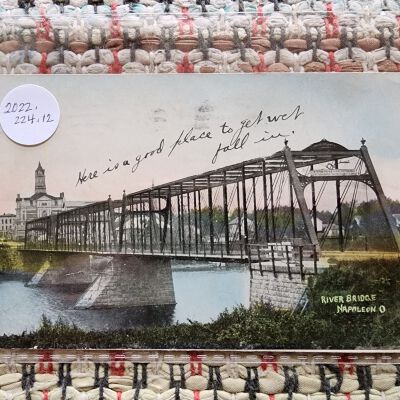 2022.
224.12
Here is a good place to get wet
fall in.
RIVER BRIDGE
NAPOLEON O